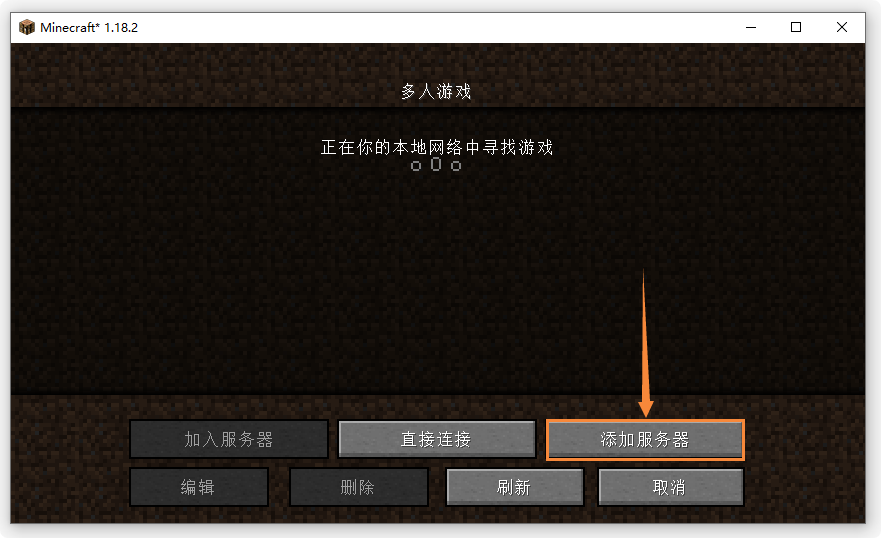 Minecraft* 1.18.2
多人游戏
正在你的本地网络中寻找游戏
o O o
加入服务器 直接连接 添加服务器
编辑 删除 刷新 取消